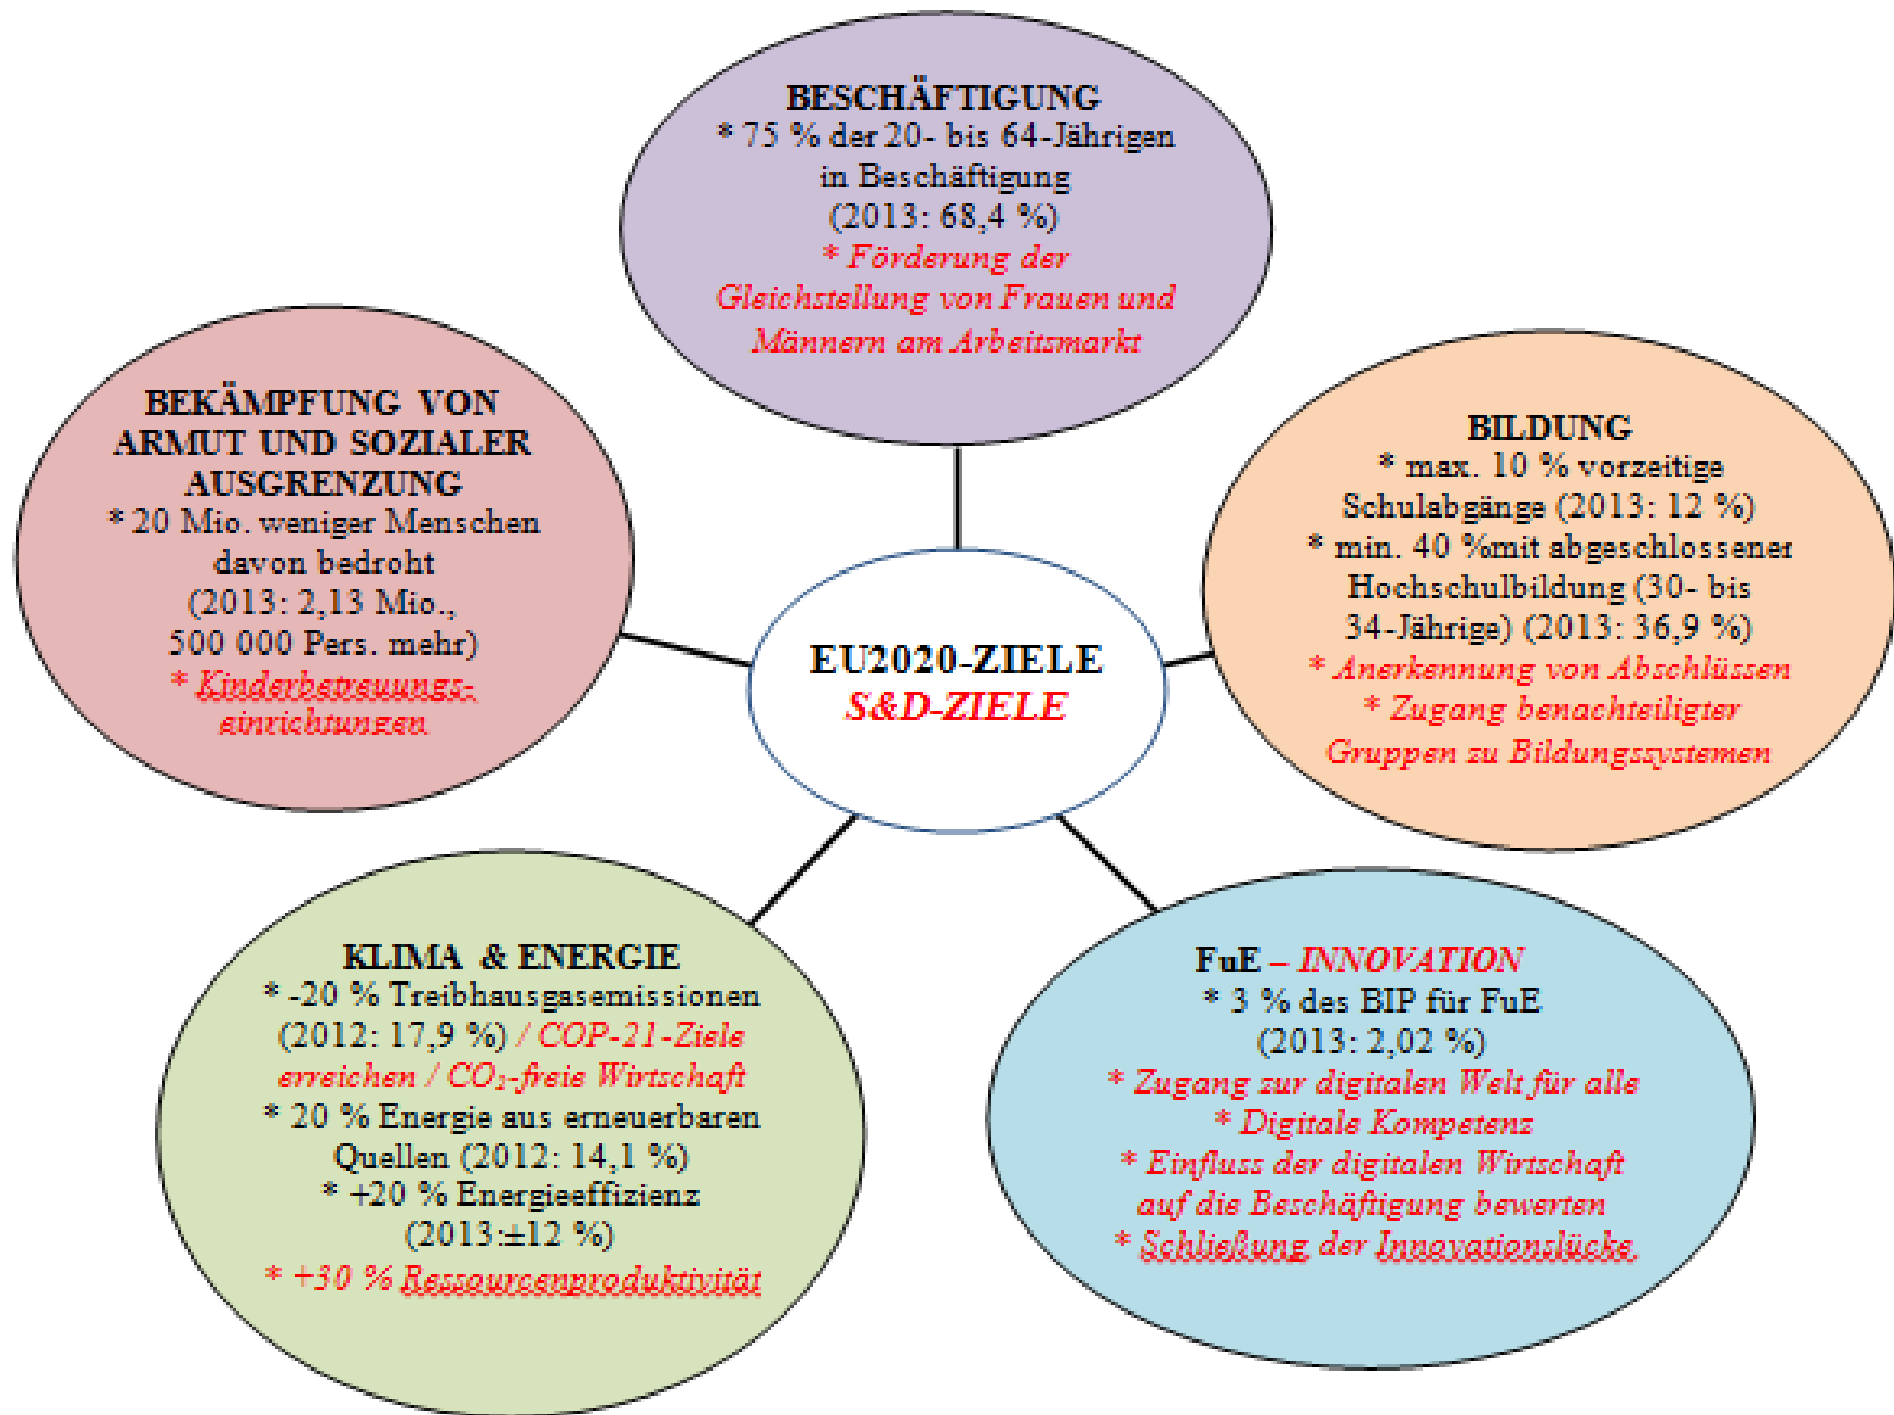 BESCHÄFTIGUNG
* 75 % der 20- bis 64-Jährigen
in Beschäftigung
(2013: 68,4 %)
* Förderung der
Gleichstellung von Frauen und
Männern am Arbeitsmarkt
BEKÄMPFUNG VON
ARMUT UND SOZIALER
AUSGRENZUNG
* 20 Mio. weniger Menschen
davon bedroht
(2013: 2,13 Mio.,
500 000 Pers. mehr)
* Kinderbetreuungs-
einrichtungen
BILDUNG
* max. 10 % vorzeitige
Schulabgänge (2013: 12 %)
* min. 40 %mit abgeschlossener
Hochschulbildung (30- bis
34-Jährige) (2013: 36,9 %)
* Anerkennung von Abschlüssen
* Zugang benachteiligter
Gruppen zu Bildungssystemen
EU2020-ZIELE
S&D-ZIELE
KLIMA & ENERGIE
* -20 % Treibhausgasemissionen
(2012: 17,9 %) / COP-21-Ziele
erreichen / CO₂-freie Wirtschaft
* 20 % Energie aus erneuerbaren
Quellen (2012: 14,1 %)
* +20 % Energieeffizienz
(2013:±12 %)
* +30 % Ressourcenproduktivität
FuE – INNOVATION
* 3 % des BIP für FuE
(2013: 2,02 %)
* Zugang zur digitalen Welt für alle
* Digitale Kompetenz
* Einfluss der digitalen Wirtschaft
auf die Beschäftigung bewerten
* Schließung der Innovationslücke